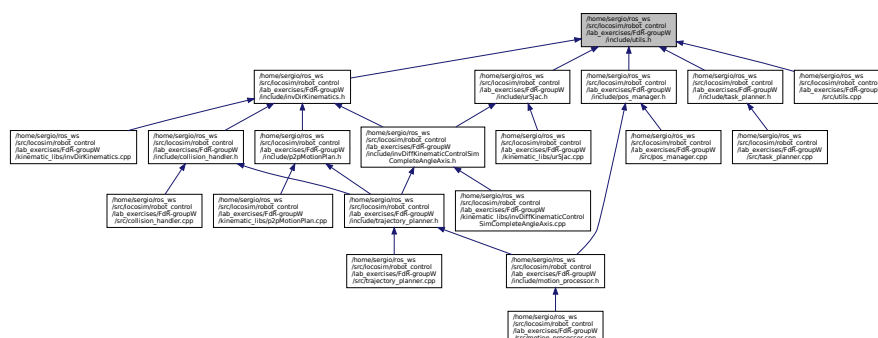 /home/sergio/ros_ws
/src/locosim/robot_control
/lab_exercises/FdR-groupW
/include/utils.h
/home/sergio/ros_ws
/src/locosim/robot_control
/lab_exercises/FdR-groupW
/include/invDirKinematics.h
/home/sergio/ros_ws
/src/locosim/robot_control
/lab_exercises/FdR-groupW
/include/ur5Jac.h
/home/sergio/ros_ws
/src/locosim/robot_control
/lab_exercises/FdR-groupW
/include/pos_manager.h
/home/sergio/ros_ws
/src/locosim/robot_control
/lab_exercises/FdR-groupW
/include/task_planner.h
/home/sergio/ros_ws
/src/locosim/robot_control
/lab_exercises/FdR-groupW
/src/utils.cpp
/home/sergio/ros_ws
/src/locosim/robot_control
/lab_exercises/FdR-groupW
/kinematic_libs/invDirKinematics.cpp
/home/sergio/ros_ws
/src/locosim/robot_control
/lab_exercises/FdR-groupW
/include/collision_handler.h
/home/sergio/ros_ws
/src/locosim/robot_control
/lab_exercises/FdR-groupW
/include/p2pMotionPlan.h
/home/sergio/ros_ws
/src/locosim/robot_control
/lab_exercises/FdR-groupW
/include/invDiffKinematicControlSim
CompleteAngleAxis.h
/home/sergio/ros_ws
/src/locosim/robot_control
/lab_exercises/FdR-groupW
/kinematic_libs/ur5Jac.cpp
/home/sergio/ros_ws
/src/locosim/robot_control
/lab_exercises/FdR-groupW
/src/pos_manager.cpp
/home/sergio/ros_ws
/src/locosim/robot_control
/lab_exercises/FdR-groupW
/src/task_planner.cpp
/home/sergio/ros_ws
/src/locosim/robot_control
/lab_exercises/FdR-groupW
/src/collision_handler.cpp
/home/sergio/ros_ws
/src/locosim/robot_control
/lab_exercises/FdR-groupW
/kinematic_libs/p2pMotionPlan.cpp
/home/sergio/ros_ws
/src/locosim/robot_control
/lab_exercises/FdR-groupW
/include/trajectory_planner.h
/home/sergio/ros_ws
/src/locosim/robot_control
/lab_exercises/FdR-groupW
/kinematic_libs/invDiffKinematicControl
SimCompleteAngleAxis.cpp
/home/sergio/ros_ws
/src/locosim/robot_control
/lab_exercises/FdR-groupW
/src/trajectory_planner.cpp
/home/sergio/ros_ws
/src/locosim/robot_control
/lab_exercises/FdR-groupW
/include/motion_processor.h
/home/sergio/ros_ws
/src/locosim/robot_control
/lab_exercises/FdR-groupW
/src/motion_processor.cpp